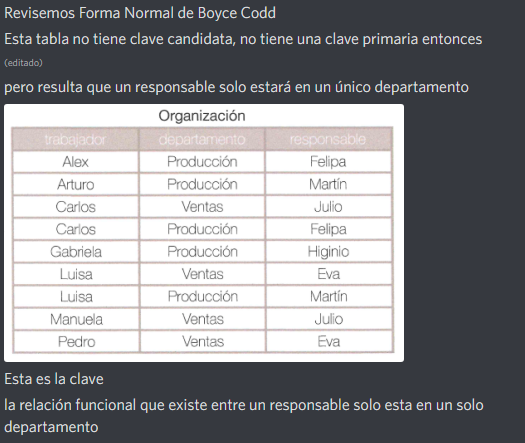 Revisemos Forma Normal de Boyce Codd
Esta tabla no tiene clave candidata, no tiene una clave primaria entonces
(editado)
pero resulta que un responsable solo estará en un único departamento
Organización
trabajador departamento responsable
Alex Producción Felipa
Arturo Producción Martín
Carlos Ventas Julio
Carlos Producción Felipa
Gabriela Producción Higinio
Luisa Ventas Eva
Luisa Producción Martín
Manuela Ventas Julio
Pedro Ventas Eva
Esta es la clave
la relación funcional que existe entre un responsable solo esta en un solo
departamento